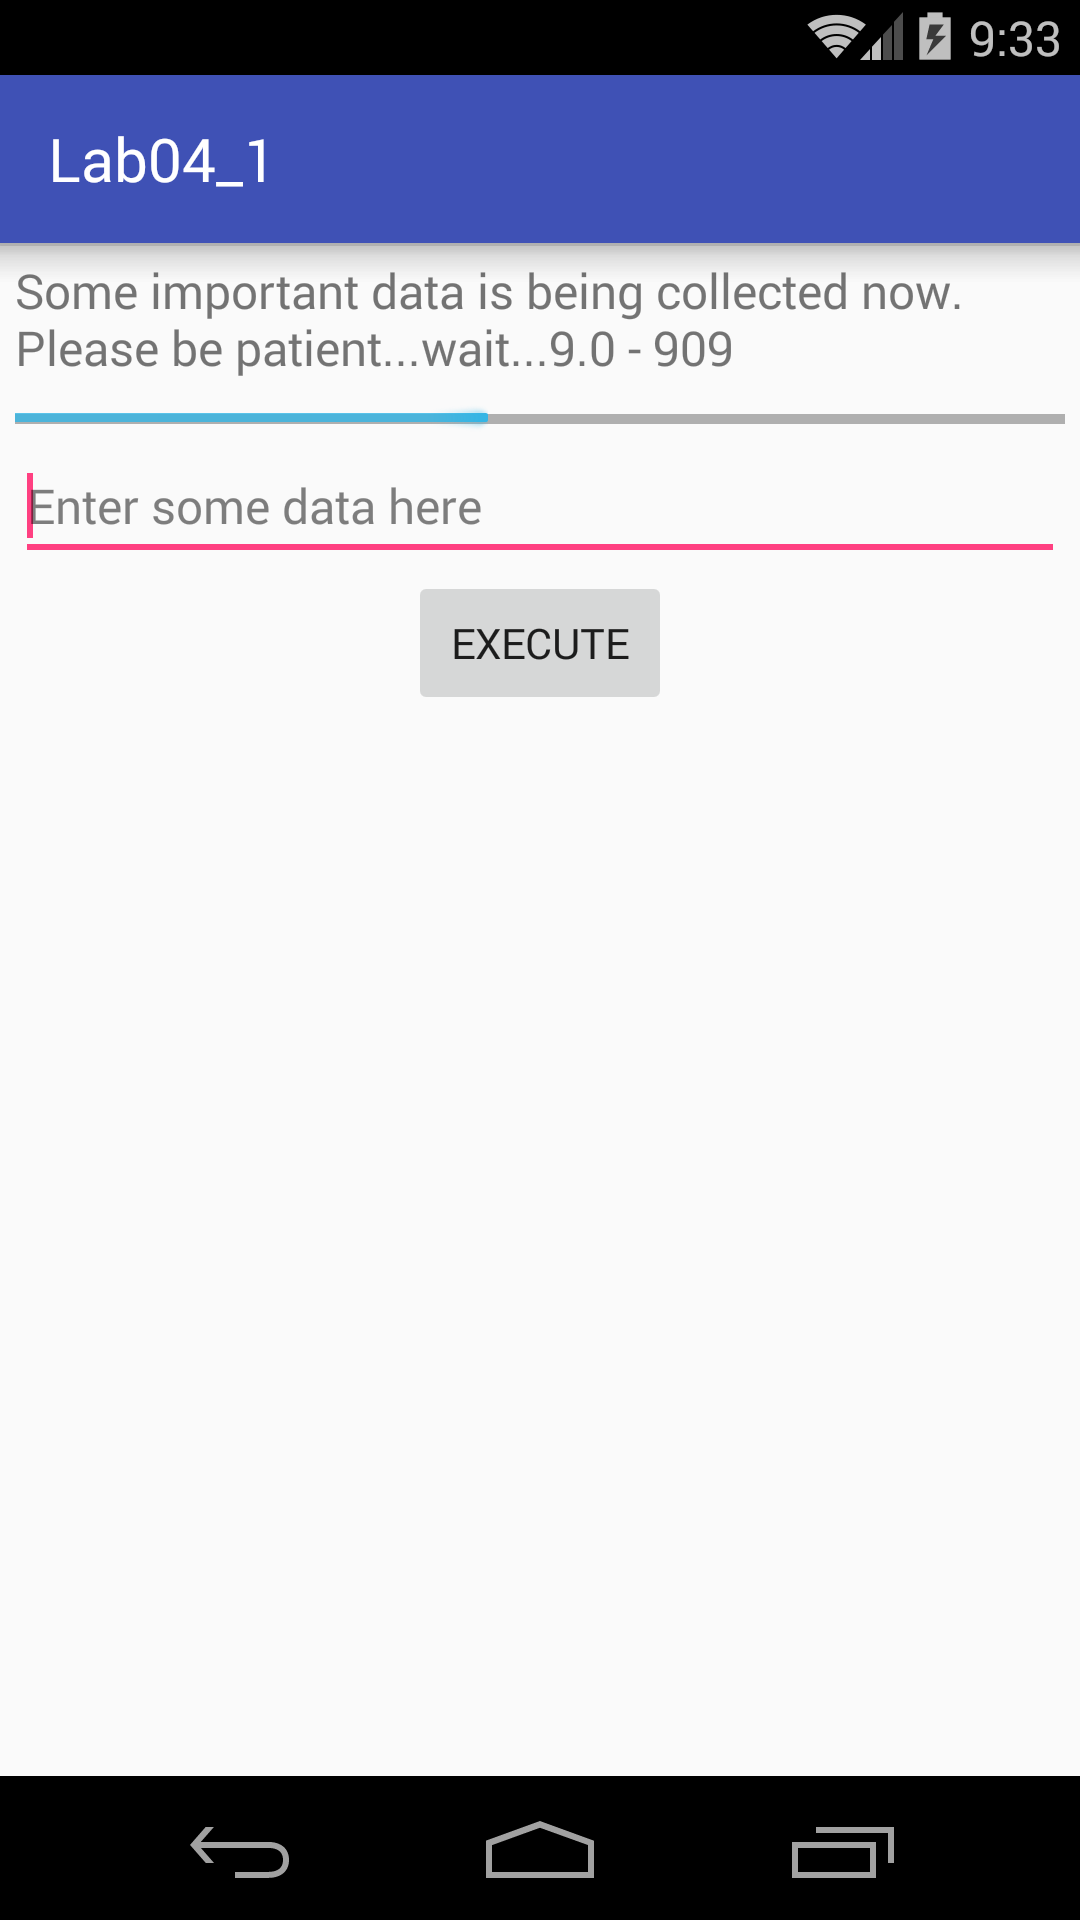 9:33
Lab04_1
Some important data is being collected now.
Please be patient...wait...9.0 - 909
Enter some data here
EXECUTE